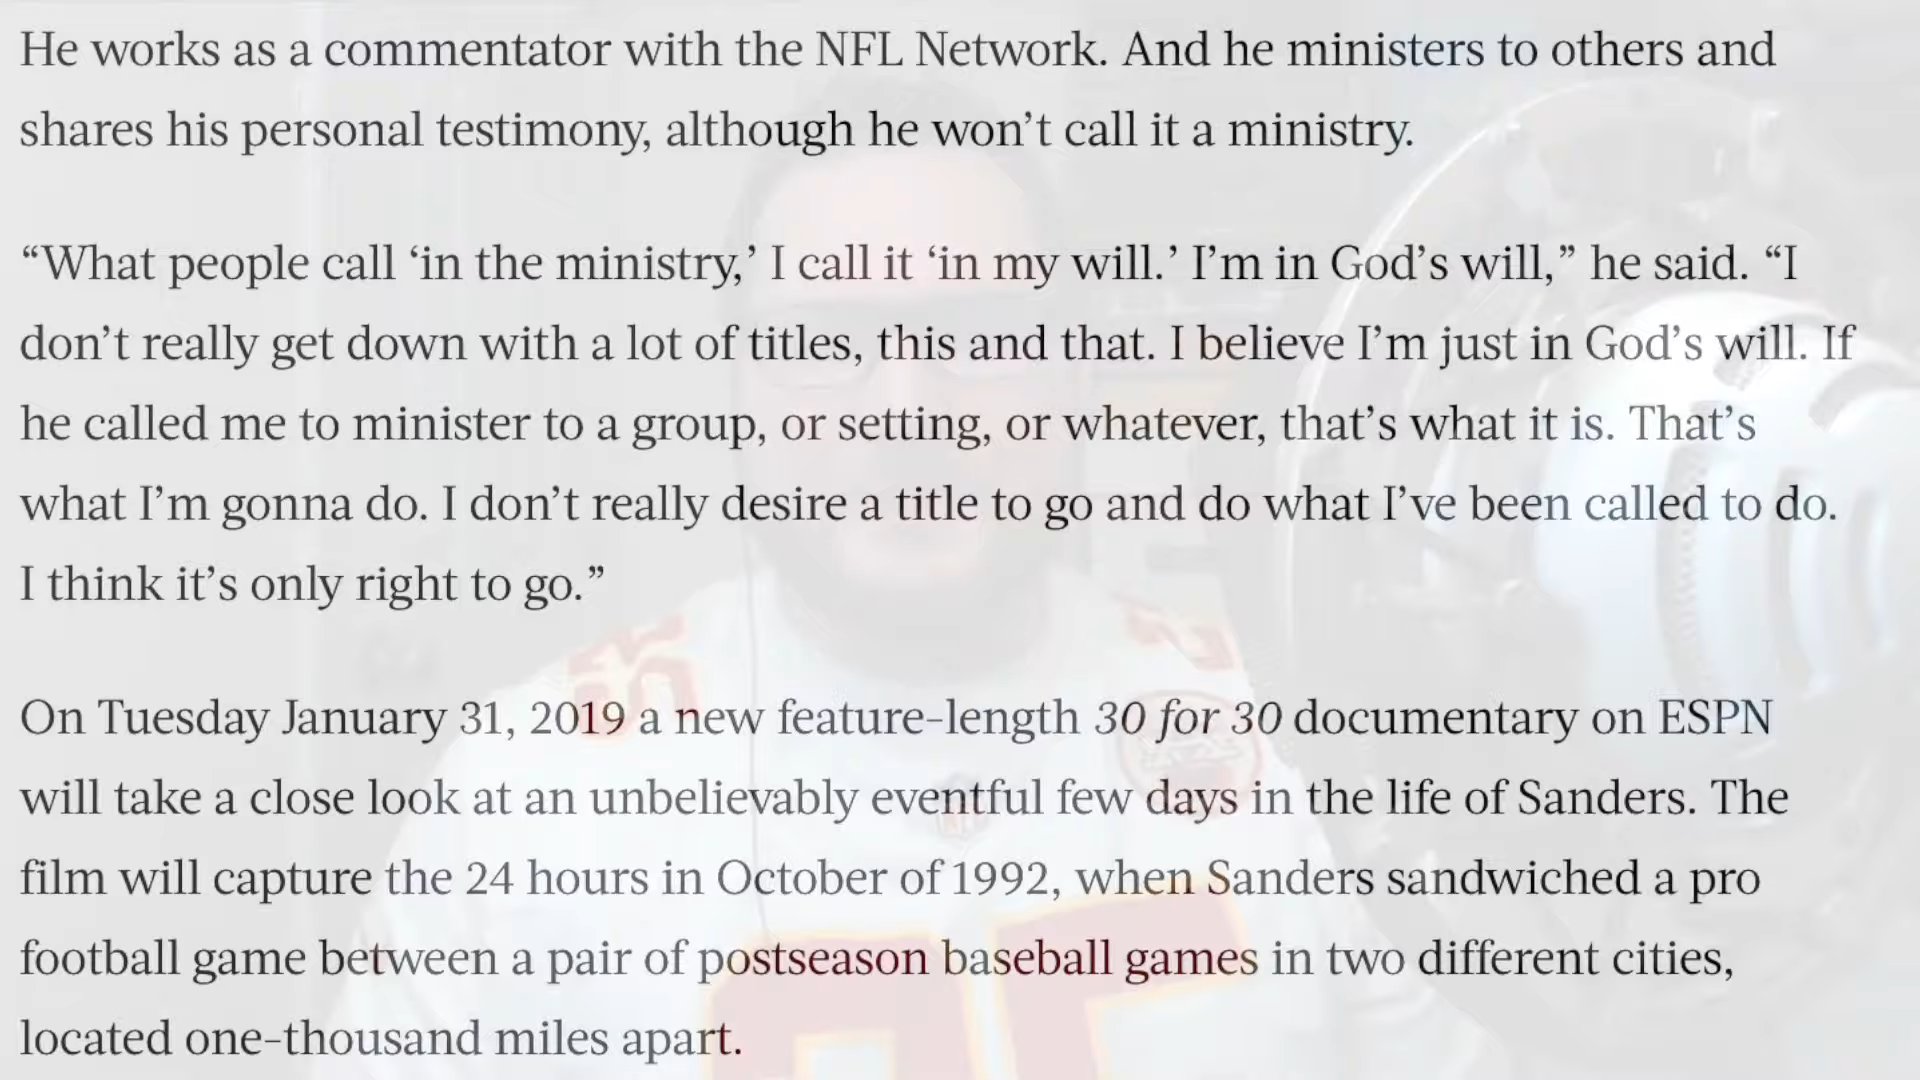 He works as a commentator with the NFL Network. And he ministers to others and
shares his personal testimony, although he won’t call it a ministry.
“What people call ‘in the ministry,’ I call it ‘in my will.’ I’m in God’s will,” he said. “I
don’t really get down with a lot of titles, this and that. I believe I’m just in God’s will. If
he called me to minister to a group, or setting, or whatever, that’s what it is. That’s
what I’m gonna do. I don’t really desire a title to go and do what I’ve been called to do.
I think it’s only right to go.”
On Tuesday January 31, 2019 a new feature-length 30 for 30 documentary on ESPN
will take a close look at an unbelievably eventful few days in the life of Sanders. The
film will capture the 24 hours in October of 1992, when Sanders sandwiched a pro
football game between a pair of postseason baseball games in two different cities,
located one-thousand miles apart.